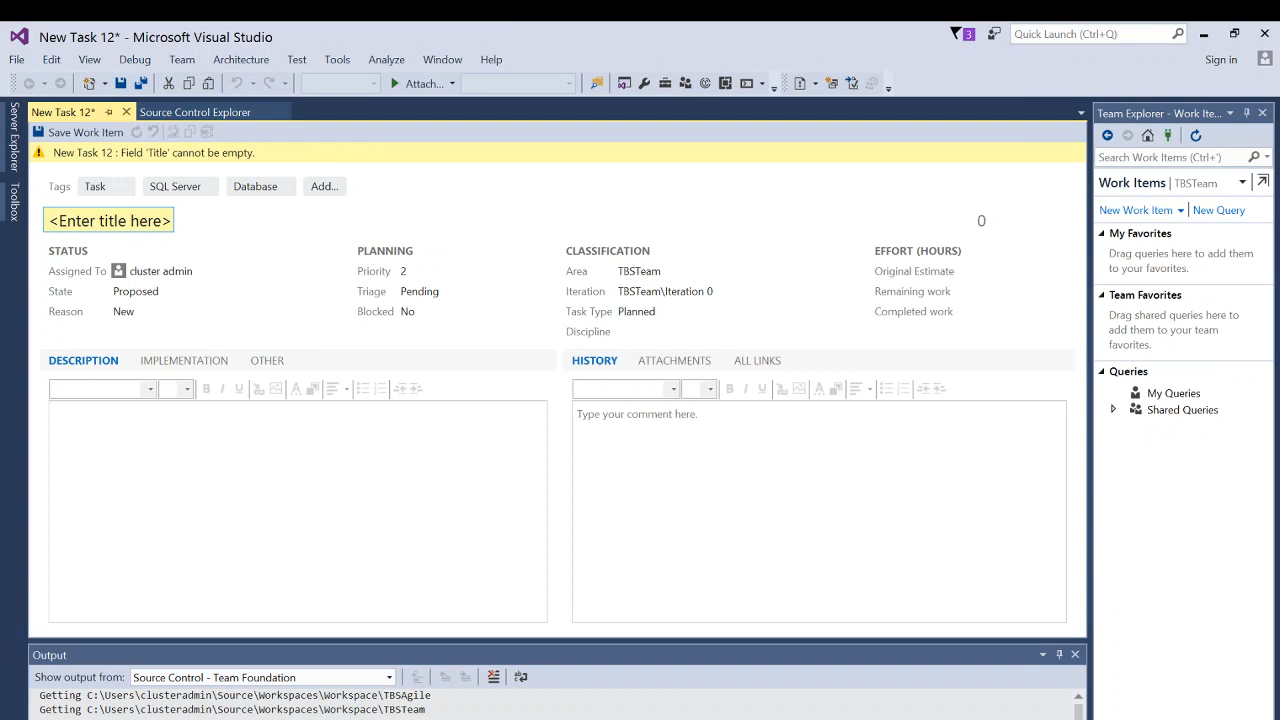 New Task 12* - Microsoft Visual Studio
3
Quick Launch (Ctrl+Q)
File Edit View Debug Team Architecture Test Tools Analyze Window Help
Sign in
Attach...
Server Explorer
Toolbox
New Task 12*
Source Control Explorer
Save Work Item
New Task 12 : Field 'Title' cannot be empty.
Tags Task SQL Server Database Add...
<Enter title here>
0
STATUS
Assigned To cluster admin
State Proposed
Reason New
PLANNING
Priority 2
Triage Pending
Blocked No
CLASSIFICATION
Area TBSTeam
Iteration TBSTeam\Iteration 0
Task Type Planned
Discipline
EFFORT (HOURS)
Original Estimate
Remaining work
Completed work
DESCRIPTION IMPLEMENTATION OTHER
B I U
HISTORY ATTACHMENTS ALL LINKS
B I U
Type your comment here.
Output
Show output from: Source Control - Team Foundation
Getting C:\Users\clusteradmin\Source\Workspaces\Workspace\TBSAgile
Getting C:\Users\clusteradmin\Source\Workspaces\Workspace\TBSTeam
Team Explorer - Work Ite...
Search Work Items (Ctrl+')
Work Items | TBSTeam
New Work Item | New Query
My Favorites
Drag queries here to add them
to your favorites.
Team Favorites
Drag shared queries here to
add them to your team
favorites.
Queries
My Queries
Shared Queries